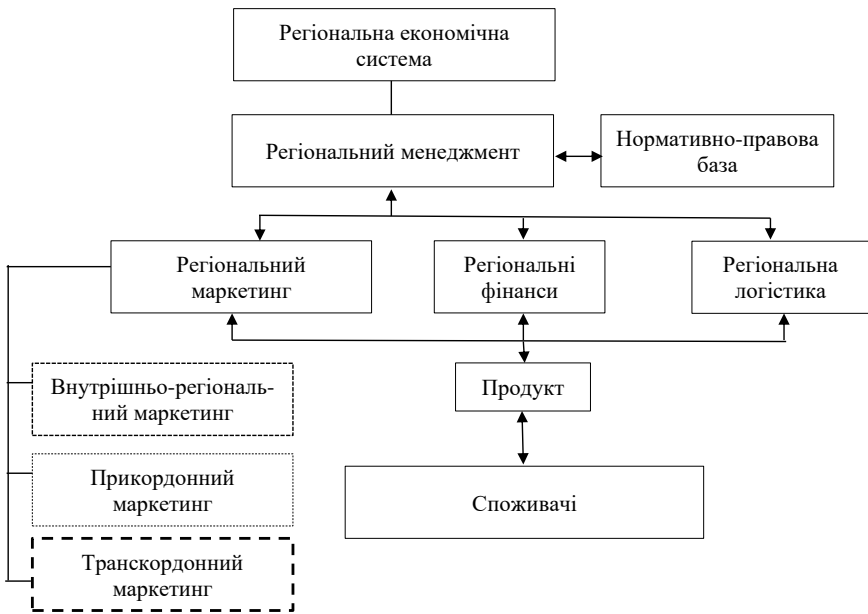 Регіональна економічна
система
Регіональний менеджмент
Нормативно-правова
база
Регіональний
маркетинг
Регіональні
фінанси
Регіональна
логістика
Внутрішньо-регіональ-
ний маркетинг
Продукт
Прикордонний
маркетинг
Споживачі
Транскордонний
маркетинг